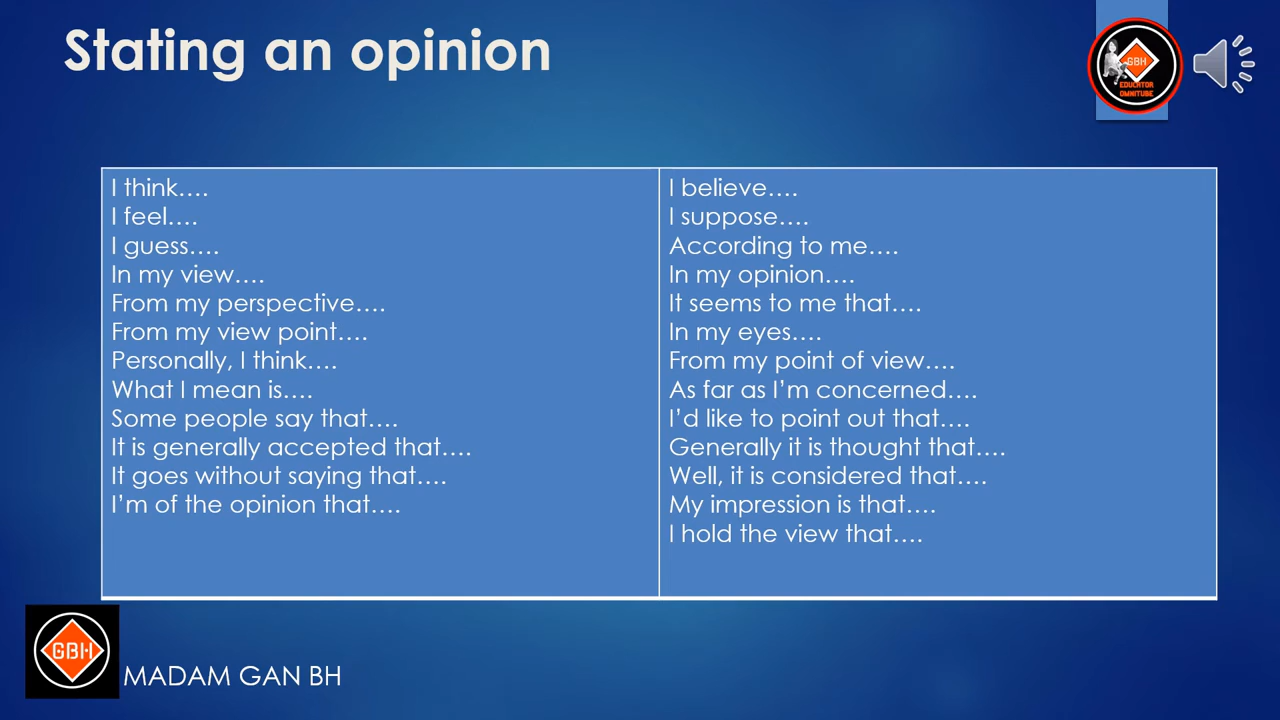 Stating an opinion
GBH
EDUCATOR
OMNITUBE
I think….
I feel….
I guess….
In my view….
From my perspective….
From my view point….
Personally, I think….
What I mean is….
Some people say that….
It is generally accepted that….
It goes without saying that….
I'm of the opinion that….
I believe….
I suppose….
According to me….
In my opinion….
It seems to me that….
In my eyes….
From my point of view….
As far as I'm concerned….
I'd like to point out that….
Generally it is thought that….
Well, it is considered that….
My impression is that….
I hold the view that….
GBH
MADAM GAN BH